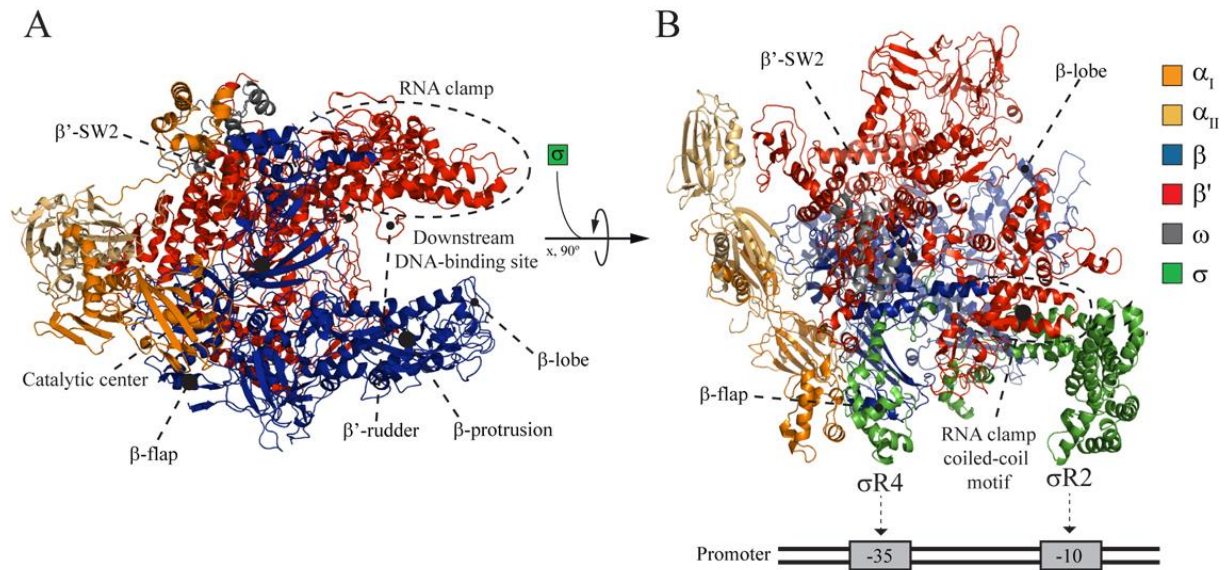 A
β'-SW2
RNA clamp
Downstream
DNA-binding site
Catalytic center
β-flap
β'-rudder
β-protrusion
β-lobe
σ
x, 90º
B
β'-SW2
β-lobe
β-flap
RNA clamp
coiled-coil
motif
σR4
σR2
Promoter
-35
-10
αI
αII
β
β'
ω
σ